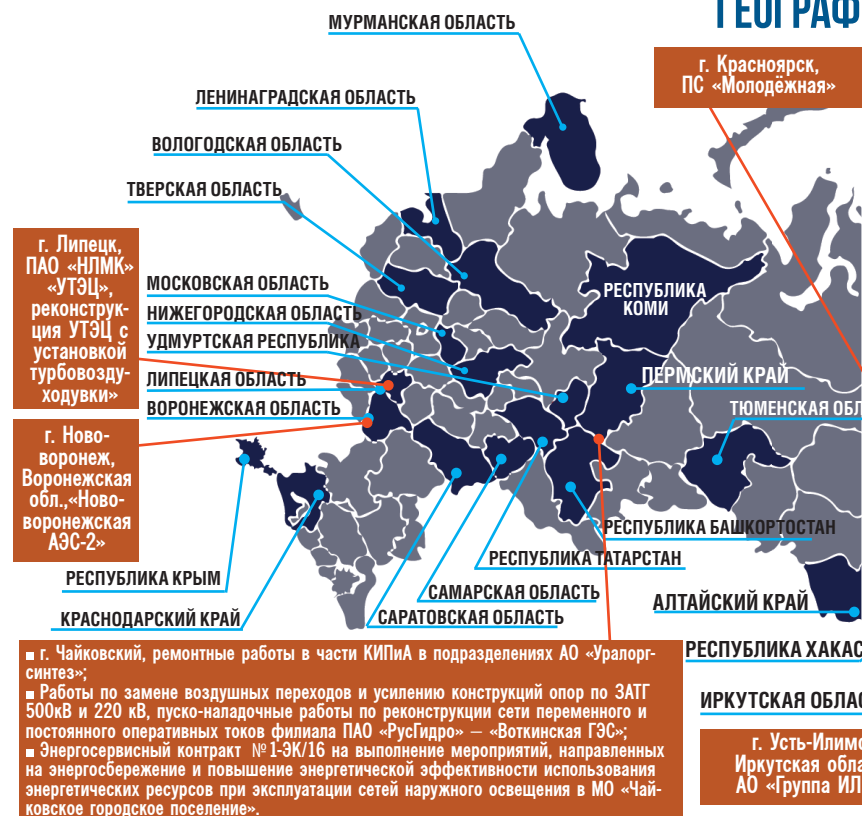 МУРМАНСКАЯ ОБЛАСТЬ
г. Красноярск,
ПС «Молодёжная»
ЛЕНИНАГРАДСКАЯ ОБЛАСТЬ
ВОЛОГОДСКАЯ ОБЛАСТЬ
ТВЕРСКАЯ ОБЛАСТЬ
г. Липецк,
ПАО «НЛМК»
«УТЭЦ»,
реконструк-
ция УТЭЦ с
установкой
турбовозду-
ходувки»
МОСКОВСКАЯ ОБЛАСТЬ
НИЖЕГОРОДСКАЯ ОБЛАСТЬ
УДМУРТСКАЯ РЕСПУБЛИКА
ЛИПЕЦКАЯ ОБЛАСТЬ
ВОРОНЕЖСКАЯ ОБЛАСТЬ
РЕСПУБЛИКА
КОМИ
ПЕРМСКИЙ КРАЙ
ТЮМЕНСКАЯ ОБЛ
г. Ново-
воронеж,
Воронежская
обл.,«Ново-
воронежская
АЭС-2»
РЕСПУБЛИКА БАШКОРТОСТАН
РЕСПУБЛИКА ТАТАРСТАН
РЕСПУБЛИКА КРЫМ
САМАРСКАЯ ОБЛАСТЬ
АЛТАЙСКИЙ КРАЙ
КРАСНОДАРСКИЙ КРАЙ
САРАТОВСКАЯ ОБЛАСТЬ
РЕСПУБЛИКА ХАКАС
ИРКУТСКАЯ ОБЛАС
■ г. Чайковский, ремонтные работы в части КИПиА в подразделениях АО «Уралорг-
синтез»;
■ Работы по замене воздушных переходов и усилению конструкций опор по ЗАТГ
500кВ и 220 кВ, пуско-наладочные работы по реконструкции сети переменного и
постоянного оперативных токов филиала ПАО «РусГидро» – «Воткинская ГЭС»;
■ Энергосервисный контракт №1-ЭК/16 на выполнение мероприятий, направленных
на энергосбережение и повышение энергетической эффективности использования
энергетических ресурсов при эксплуатации сетей наружного освещения в МО «Чай-
ковское городское поселение».
г. Усть-Илимс
Иркутская обла
АО «Группа ИЛ